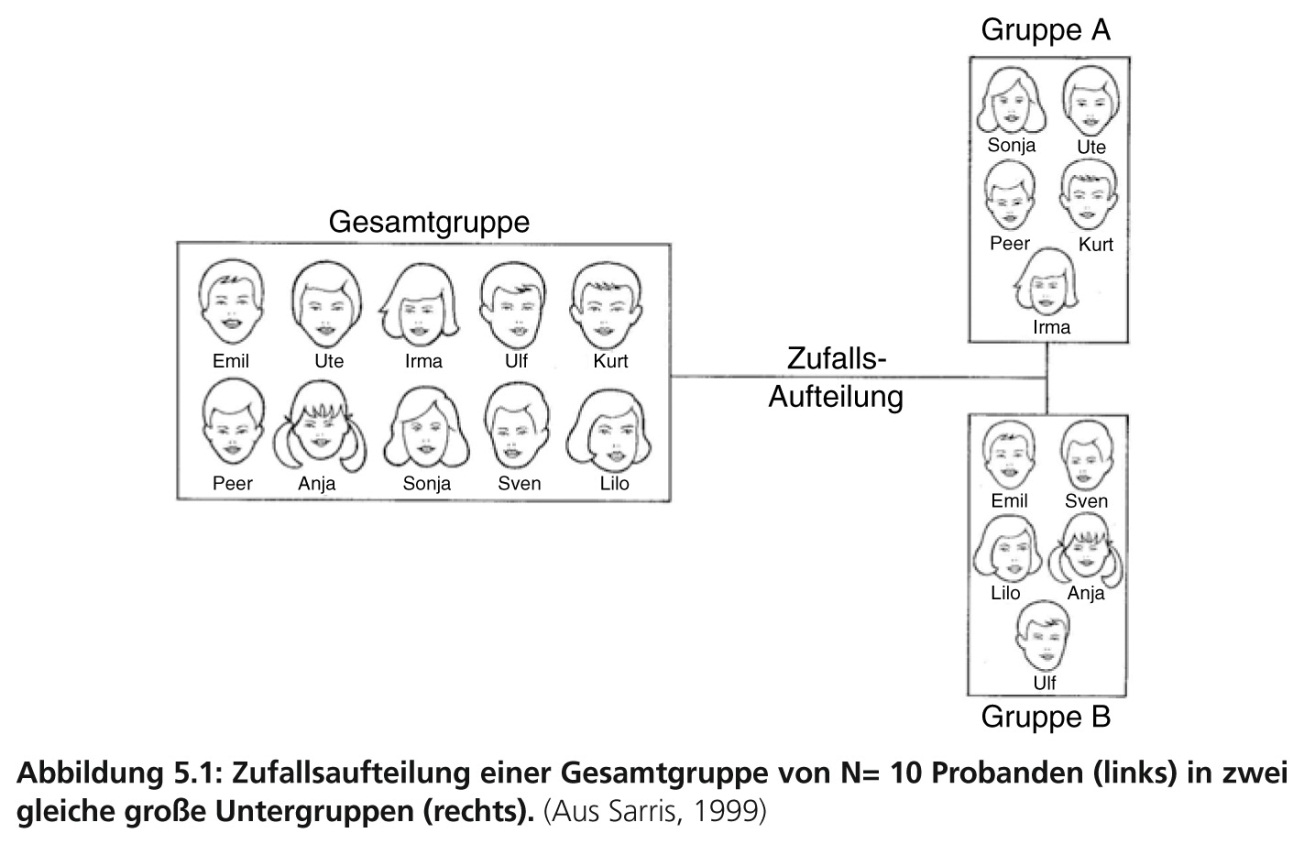 Gruppe A
Sonja Ute
Peer Kurt
Irma
Gesamtgruppe
Emil Ute Irma Ulf Kurt
Peer Anja Sonja Sven Lilo
Zufalls-
Aufteilung
Emil Sven
Lilo Anja
Ulf
Gruppe B
Abbildung 5.1: Zufallsaufteilung einer Gesamtgruppe von N= 10 Probanden (links) in zwei
gleiche große Untergruppen (rechts). (Aus Sarris, 1999)